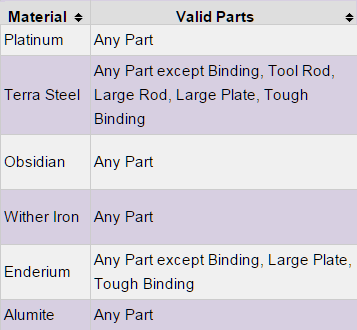 Material Valid Parts
Platinum Any Part
Terra Steel Any Part except Binding, Tool Rod,
Large Rod, Large Plate, Tough
Binding
Obsidian Any Part
Wither Iron Any Part
Enderium Any Part except Binding, Large Plate,
Tough Binding
Alumite Any Part